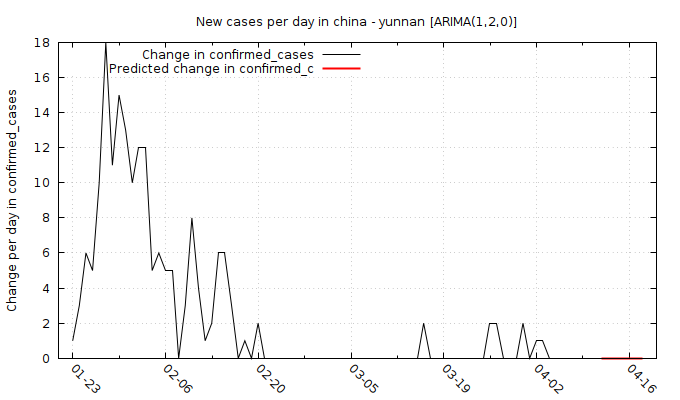 New cases per day in china - yunnan [ARIMA(1,2,0)]
Change in confirmed_cases
Predicted change in confirmed_c
Change per day in confirmed_cases
18
16
14
12
10
8
6
4
2
0
01-23 02-06 02-20 03-05 03-19 04-02 04-16